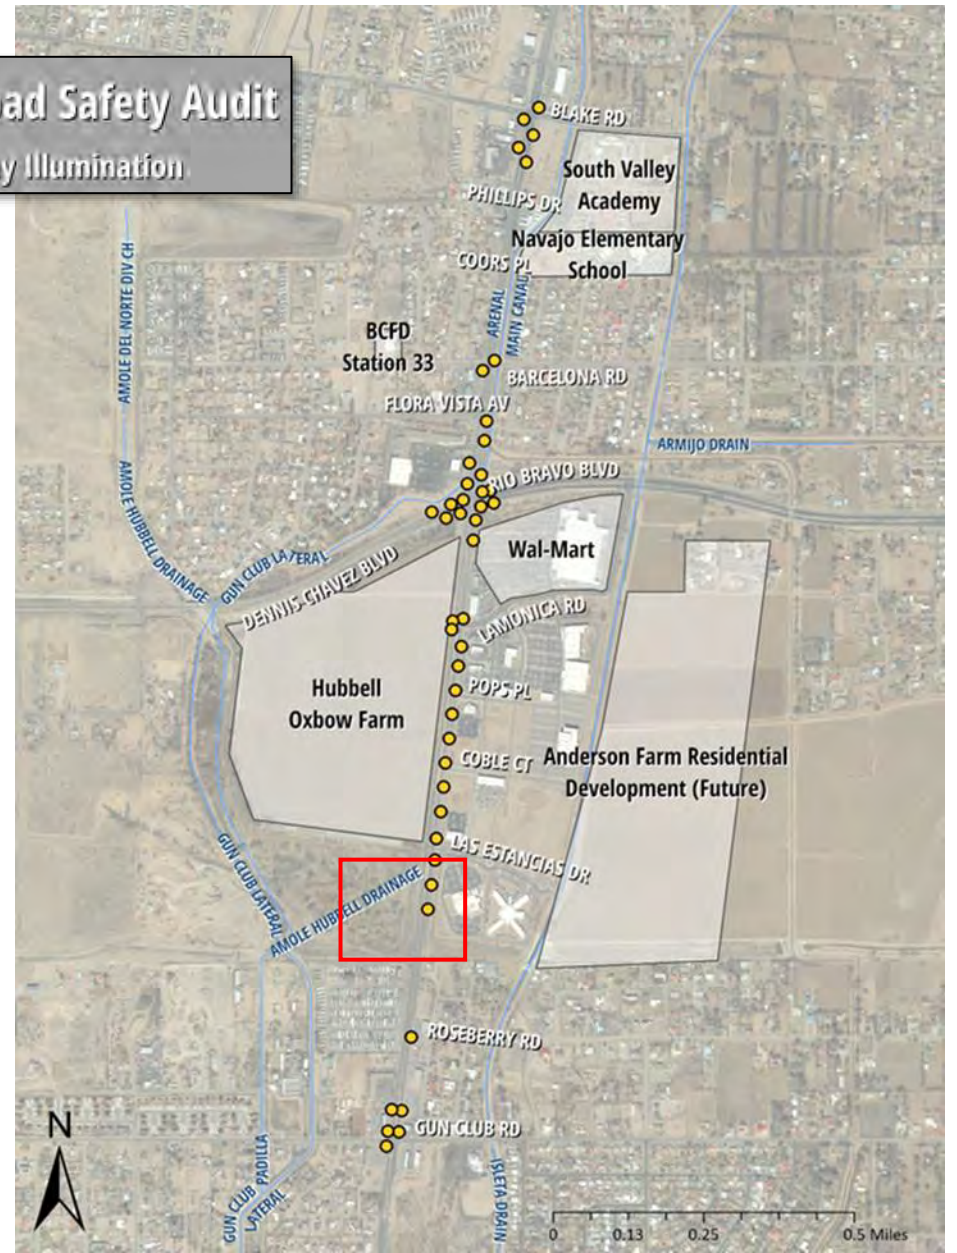 ad Safety Audit
y Illumination
BLAKE RD
South Valley
Academy
PHILLIPS DR
Navajo Elementary
School
COORS PL
ARENAL
MAIN CANAL
AMOLE DEL NORTE DIV CH
BCFD
Station 33
BARCELONA RD
FLORA VISTA AV
ARMIJO DRAIN
RIO BRAVO BLVD
AMOLE HUBBELL DRAINAGE
GUN CLUB LATERAL
DENNIS-CHAVEZ BLVD
Wal-Mart
LAMONICA RD
Hubbell
Oxbow Farm
POPS PL
COBLE CT
Anderson Farm Residential
Development (Future)
LAS ESTANCIAS DR
GUN CLUB LATERAL
AMOLE HUBBELL DRAINAGE
ROSEBERRY RD
GUN CLUB RD
N
PADILLA
GUN CLUB
LATERAL
ISLETA DRAIN
0 0.13 0.25 0.5 Miles